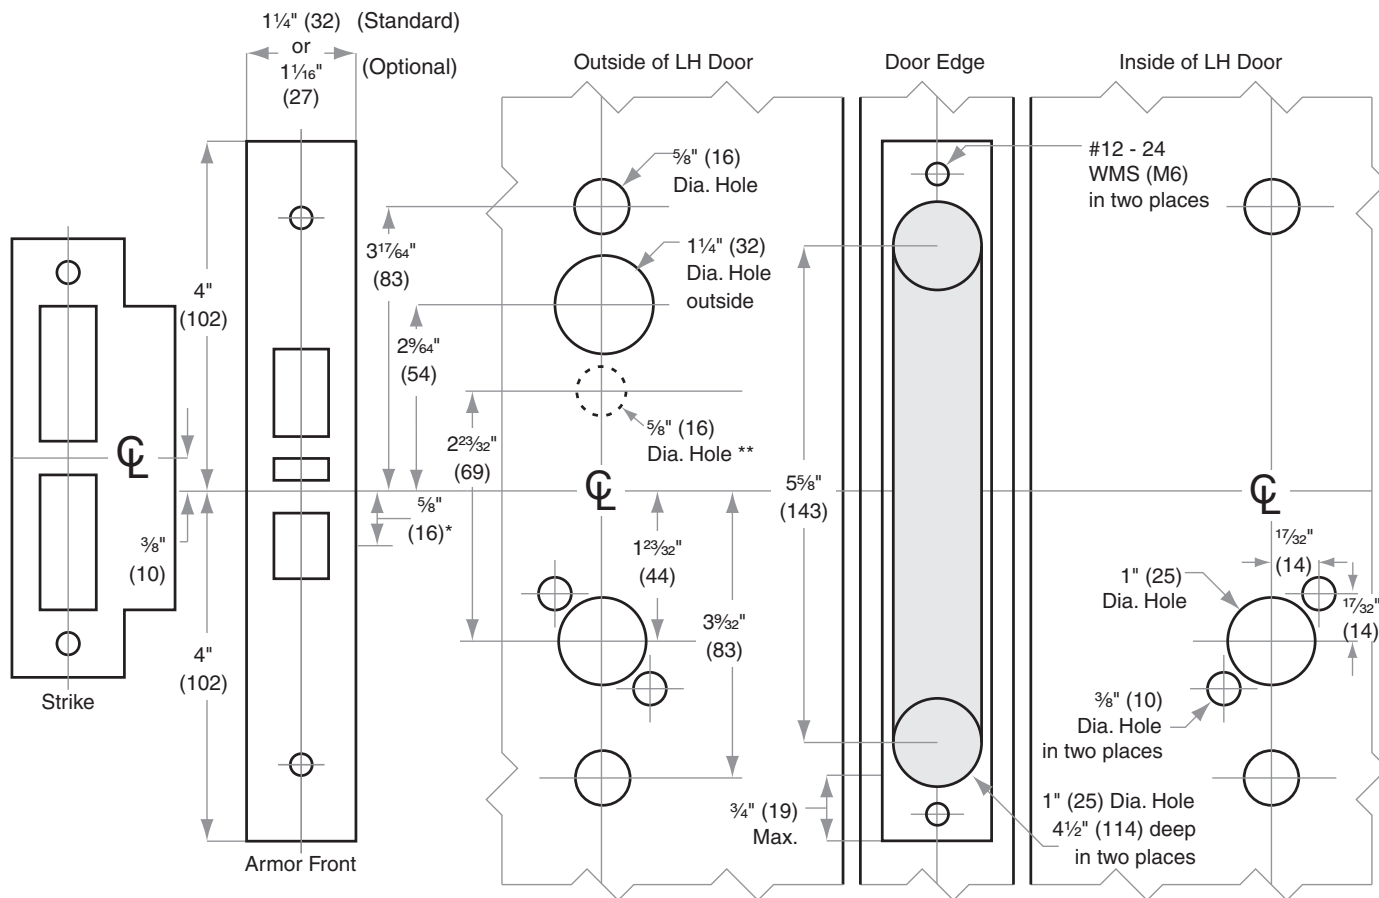 1¼" (32) (Standard)
or
1¹⁄₁₆" (Optional)
(27)
Outside of LH Door
Door Edge
Inside of LH Door
⅝" (16)
Dia. Hole
#12 - 24
WMS (M6)
in two places
3¹⁷⁄₆₄"
(83)
1¼" (32)
Dia. Hole
outside
4"
(102)
2⁹⁄₆₄"
(54)
⅝" (16)
Dia. Hole **
2²³⁄₃₂"
(69)
℄
℄
℄
5⅝"
(143)
⅝"
(16)*
⅜"
(10)
1²³⁄₃₂"
(44)
¹⁷⁄₃₂"
(14)
1" (25)
Dia. Hole
¹⁷⁄₃₂"
(14)
3⁹⁄₃₂"
(83)
4"
(102)
Strike
⅜" (10)
Dia. Hole
in two places
¾" (19)
Max.
1" (25) Dia. Hole
4½" (114) deep
in two places
Armor Front